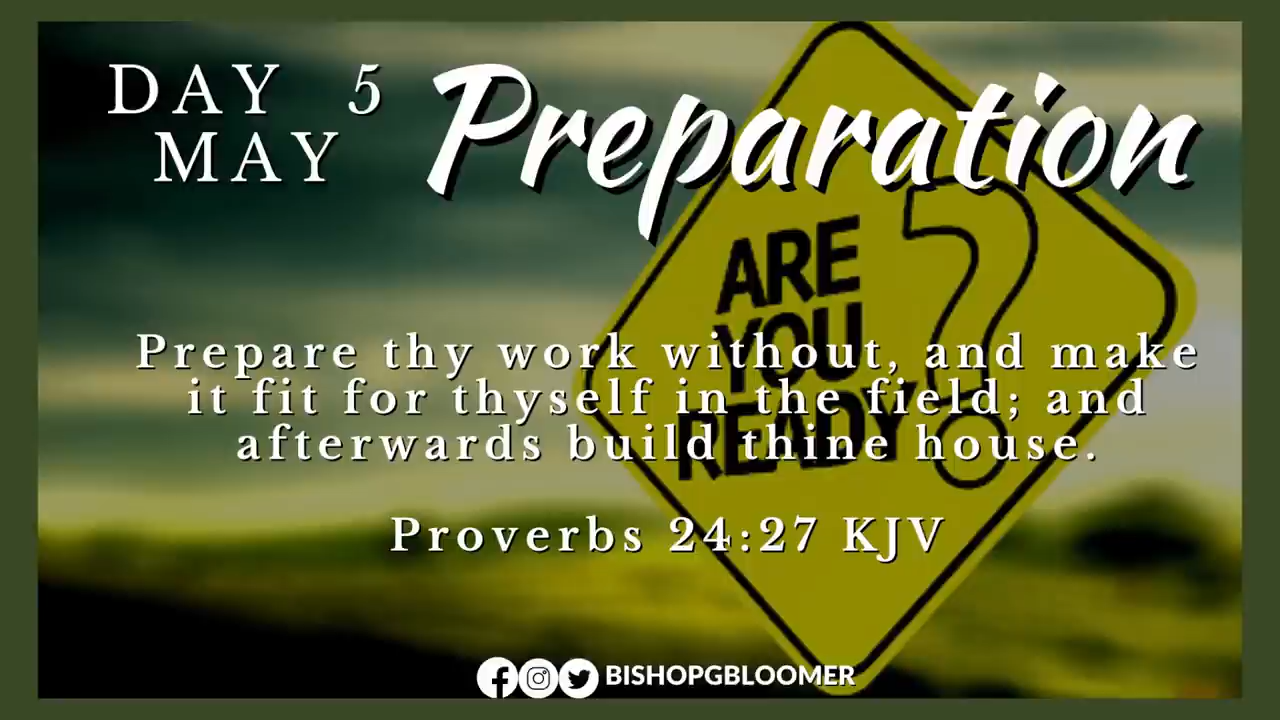 DAY 5
MAY
Preparation
ARE
YOU
READY?
Prepare thy work without, and make
it fit for thyself in the field; and
afterwards build thine house.
Proverbs 24:27 KJV
BISHOPGBLOOMER